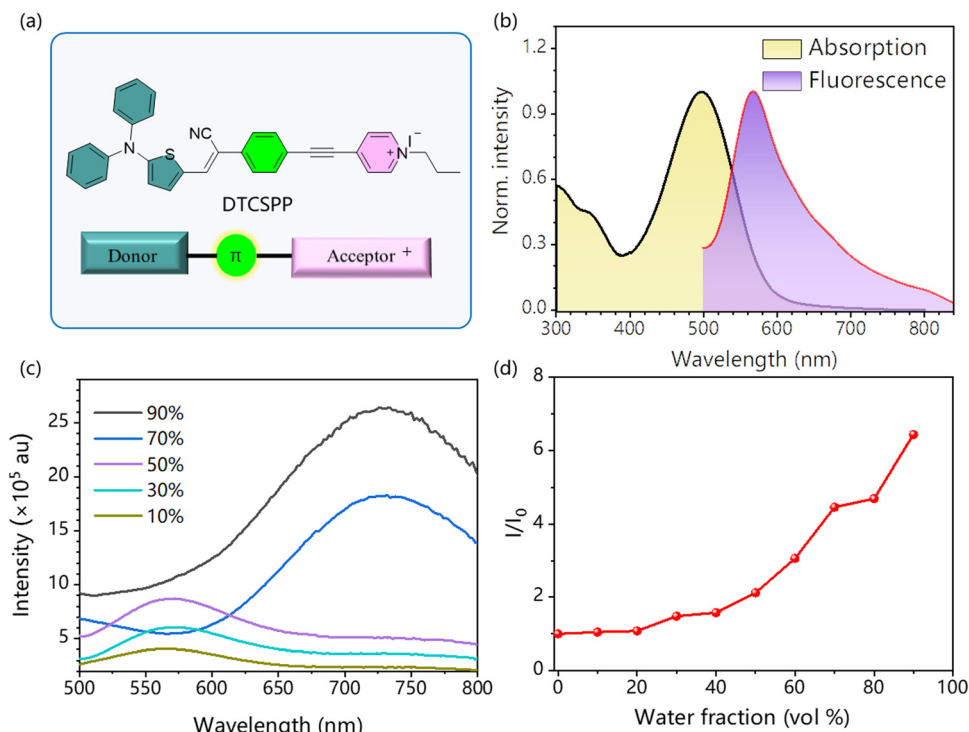 (a)
N
S
NC
I⁻
N
+
DTCSPP
Donor
π
Acceptor +
(b)
1.2
0.9
0.6
0.3
0.0
Norm. intensity
Absorption
Fluorescence
300 400 500 600 700 800
Wavelength (nm)
(c)
25
20
15
10
5
Intensity (×10⁵ au)
90%
70%
50%
30%
10%
500 550 600 650 700 750 800
Wavelength (nm)
(d)
8
6
4
2
0
I/I₀
0 20 40 60 80 100
Water fraction (vol %)